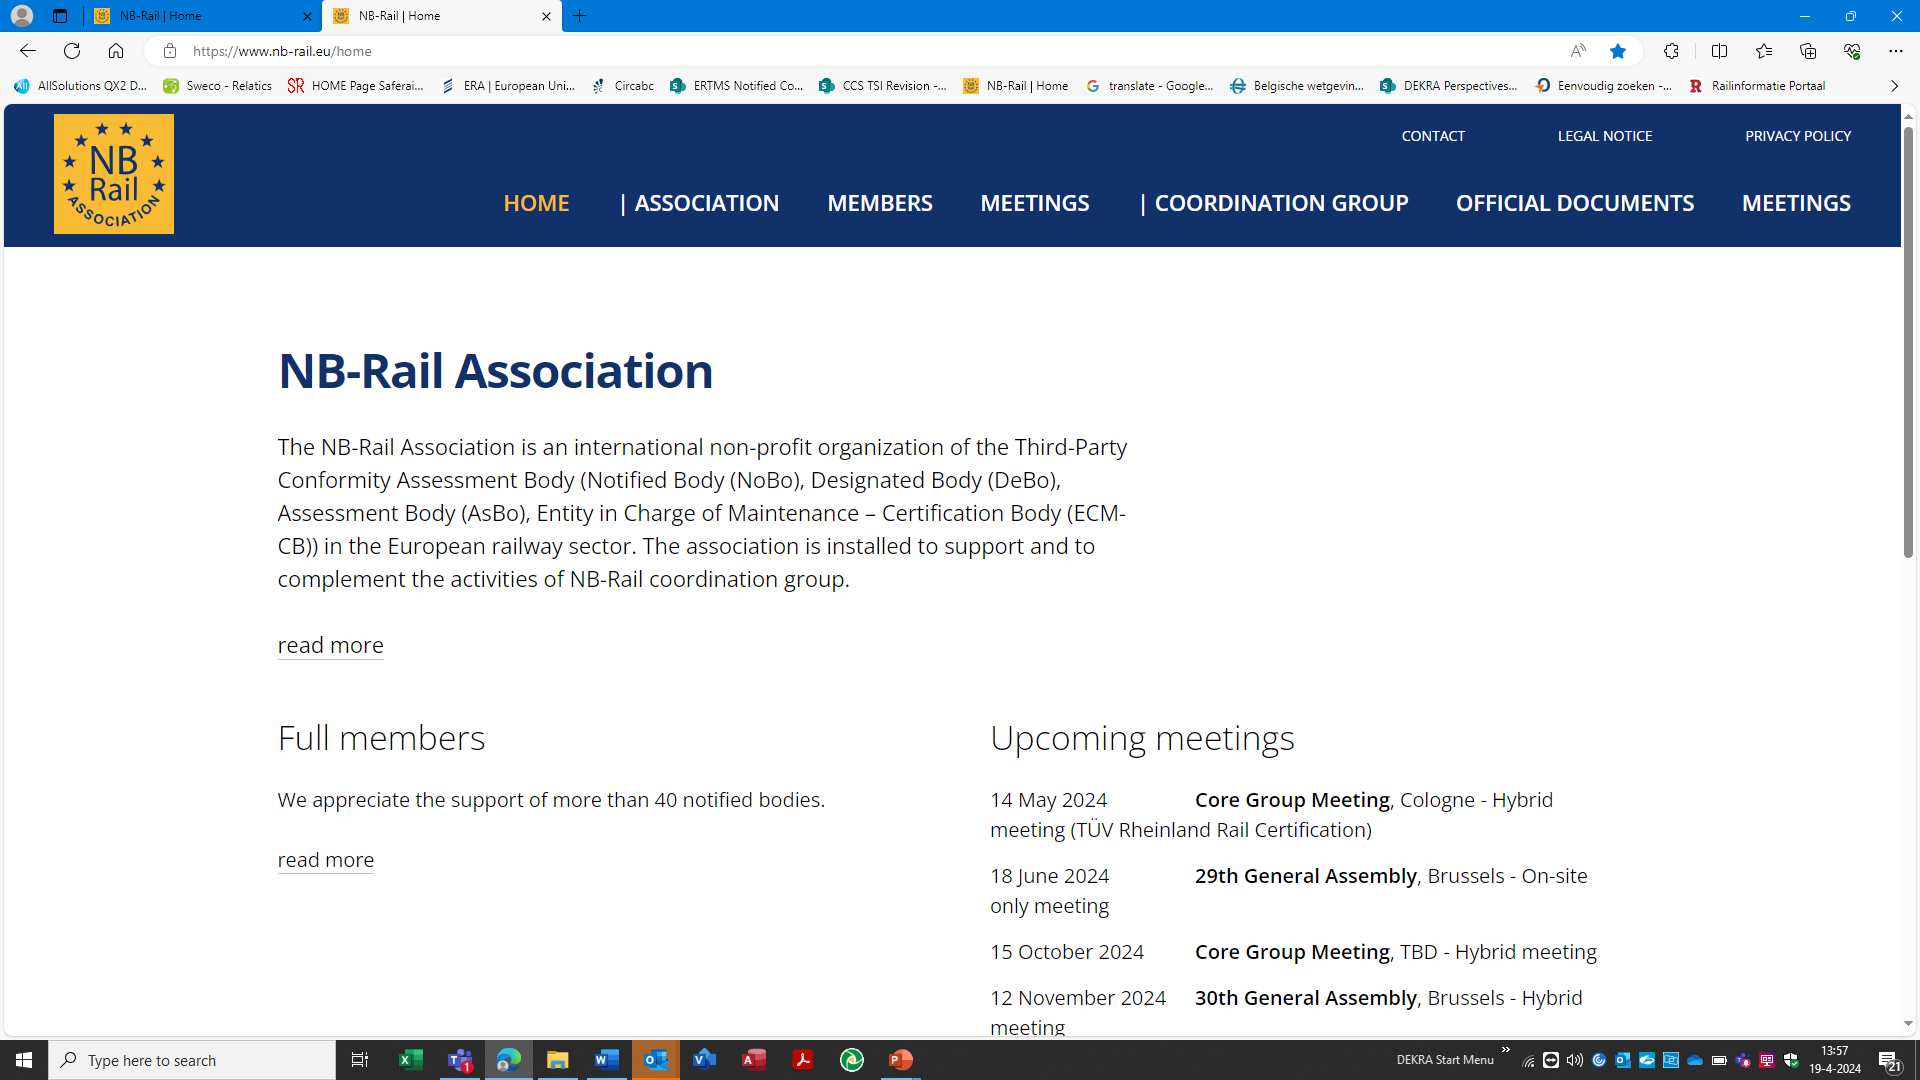 NB-Rail | Home
NB-Rail | Home
https://www.nb-rail.eu/home
AllSolutions QX2 D...
Sweco - Relatics
HOME Page Saferai...
ERA | European Uni...
Circabc
ERTMS Notified Co...
CCS TSI Revision -...
NB-Rail | Home
translate - Google...
Belgische wetgevin...
DEKRA Perspectives...
Eenvoudig zoeken -...
Railinformatie Portaal
NB
Rail
ASSOCIATION
CONTACT
LEGAL NOTICE
PRIVACY POLICY
HOME
| ASSOCIATION
MEMBERS
MEETINGS
| COORDINATION GROUP
OFFICIAL DOCUMENTS
MEETINGS
NB-Rail Association
The NB-Rail Association is an international non-profit organization of the Third-Party
Conformity Assessment Body (Notified Body (NoBo), Designated Body (DeBo),
Assessment Body (AsBo), Entity in Charge of Maintenance – Certification Body (ECM-
CB)) in the European railway sector. The association is installed to support and to
complement the activities of NB-Rail coordination group.
read more
Full members
We appreciate the support of more than 40 notified bodies.
read more
Upcoming meetings
14 May 2024 Core Group Meeting, Cologne - Hybrid
meeting (TÜV Rheinland Rail Certification)
18 June 2024 29th General Assembly, Brussels - On-site
only meeting
15 October 2024 Core Group Meeting, TBD - Hybrid meeting
12 November 2024 30th General Assembly, Brussels - Hybrid
meeting
Type here to search
DEKRA Start Menu
13:57
19-4-2024
21